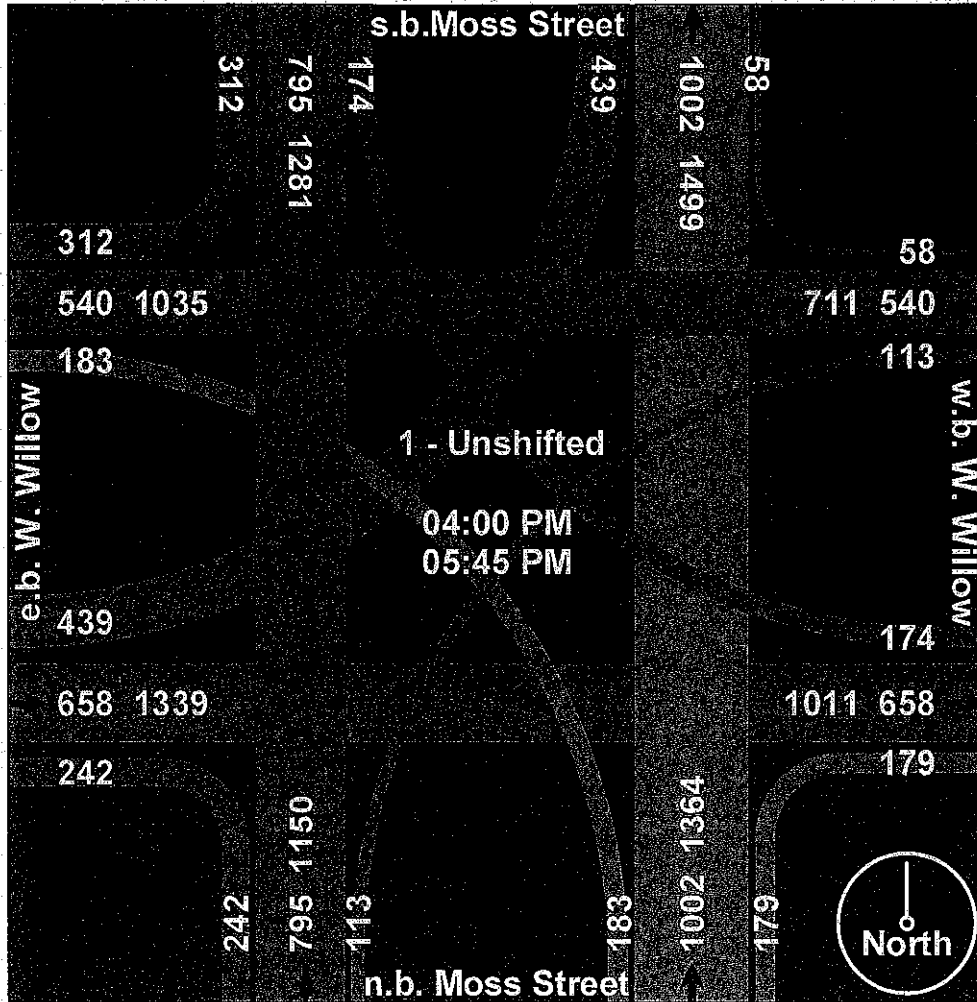 s.b.Moss Street
312 795 1281 174 439 1002 1499 58
312 58
540 1035 711 540
183 113
e.b. W. Willow
w.b. W. Willow
1 - Unshifted
04:00 PM
05:45 PM
439 174
658 1339 1011 658
242 179
242 795 1150 113 183 1002 1364 179
North
n.b. Moss Street